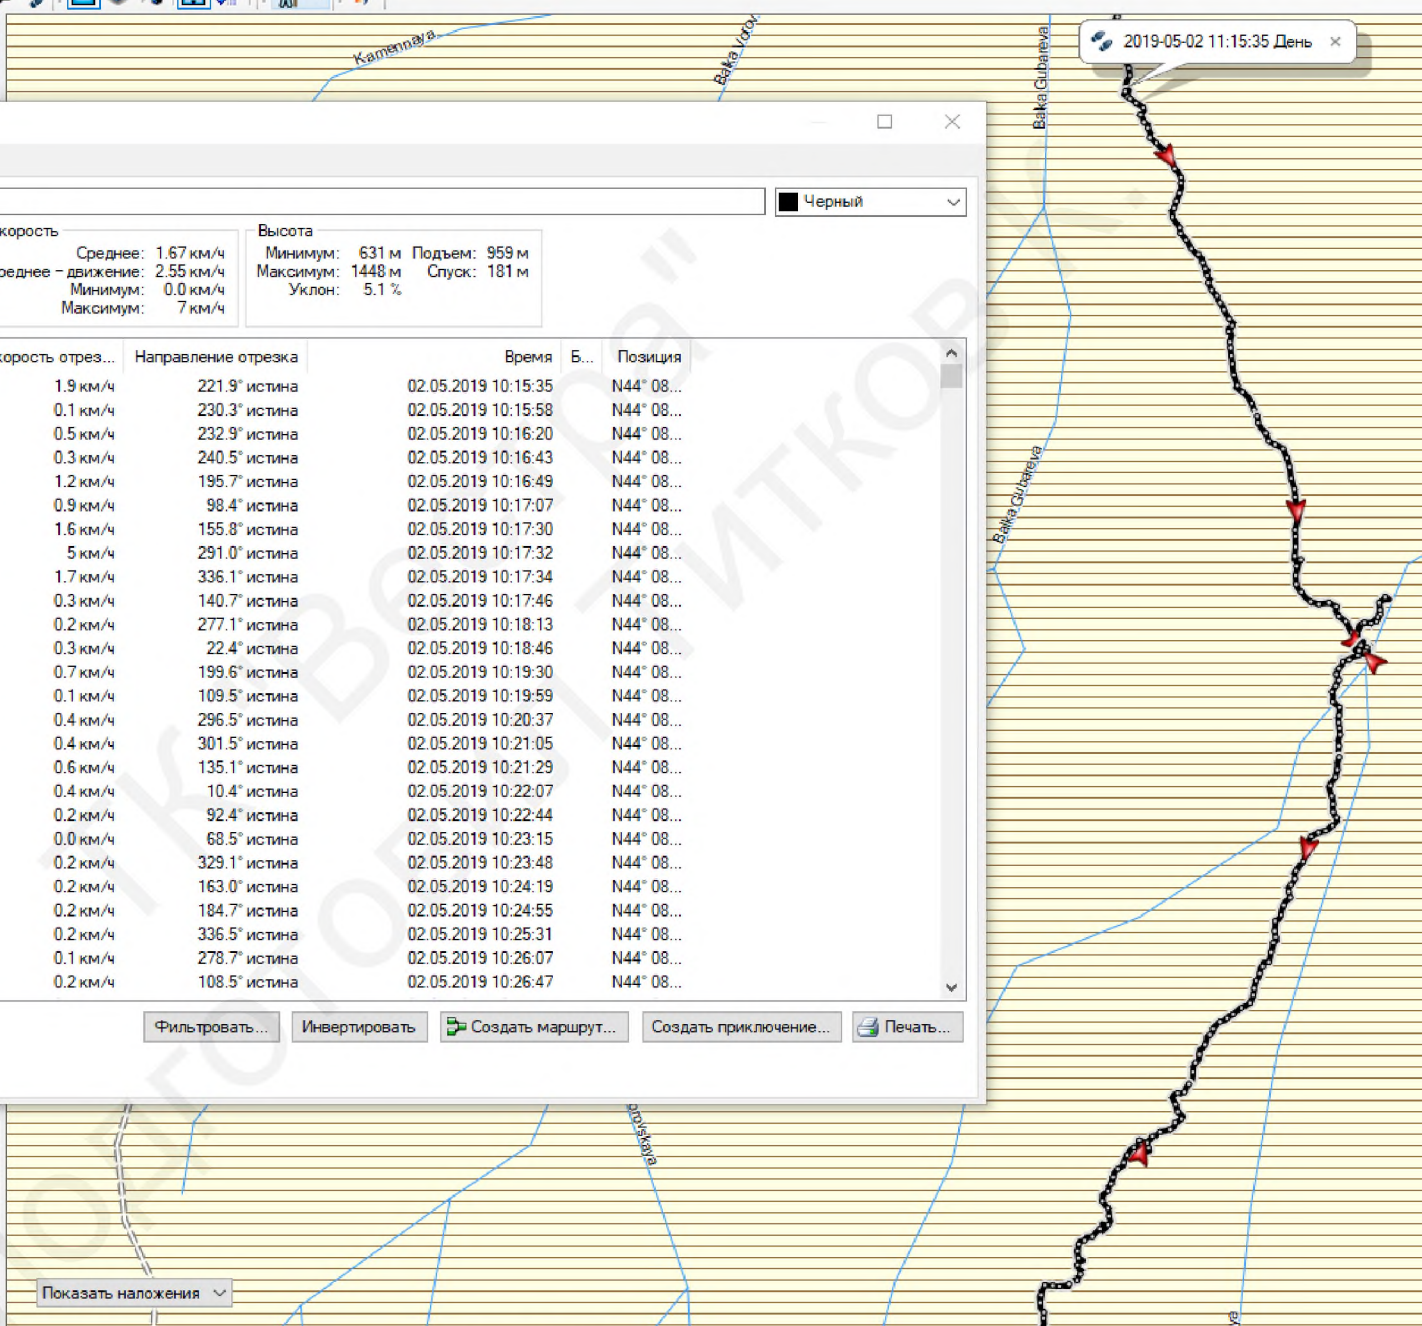 Kamennaya
Balka Volov
Balka Gubareva
2019-05-02 11:15:35 День
Черный
корость
Среднее: 1.67 км/ч
реднее - движение: 2.55 км/ч
Минимум: 0.0 км/ч
Максимум: 7 км/ч
Высота
Минимум: 631 м Подъем: 959 м
Максимум: 1448 м Спуск: 181 м
Уклон: 5.1 %
корость отрез... Направление отрезка Время Б... Позиция
1.9 км/ч 221.9° истина 02.05.2019 10:15:35 N44° 08...
0.1 км/ч 230.3° истина 02.05.2019 10:15:58 N44° 08...
0.5 км/ч 232.9° истина 02.05.2019 10:16:20 N44° 08...
0.3 км/ч 240.5° истина 02.05.2019 10:16:43 N44° 08...
1.2 км/ч 195.7° истина 02.05.2019 10:16:49 N44° 08...
0.9 км/ч 98.4° истина 02.05.2019 10:17:07 N44° 08...
1.6 км/ч 155.8° истина 02.05.2019 10:17:30 N44° 08...
5 км/ч 291.0° истина 02.05.2019 10:17:32 N44° 08...
1.7 км/ч 336.1° истина 02.05.2019 10:17:34 N44° 08...
0.3 км/ч 140.7° истина 02.05.2019 10:17:46 N44° 08...
0.2 км/ч 277.1° истина 02.05.2019 10:18:13 N44° 08...
0.3 км/ч 22.4° истина 02.05.2019 10:18:46 N44° 08...
0.7 км/ч 199.6° истина 02.05.2019 10:19:30 N44° 08...
0.1 км/ч 109.5° истина 02.05.2019 10:19:59 N44° 08...
0.4 км/ч 296.5° истина 02.05.2019 10:20:37 N44° 08...
0.4 км/ч 301.5° истина 02.05.2019 10:21:05 N44° 08...
0.6 км/ч 135.1° истина 02.05.2019 10:21:29 N44° 08...
0.4 км/ч 10.4° истина 02.05.2019 10:22:07 N44° 08...
0.2 км/ч 92.4° истина 02.05.2019 10:22:44 N44° 08...
0.0 км/ч 68.5° истина 02.05.2019 10:23:15 N44° 08...
0.2 км/ч 329.1° истина 02.05.2019 10:23:48 N44° 08...
0.2 км/ч 163.0° истина 02.05.2019 10:24:19 N44° 08...
0.2 км/ч 184.7° истина 02.05.2019 10:24:55 N44° 08...
0.2 км/ч 336.5° истина 02.05.2019 10:25:31 N44° 08...
0.1 км/ч 278.7° истина 02.05.2019 10:26:07 N44° 08...
0.2 км/ч 108.5° истина 02.05.2019 10:26:47 N44° 08...
Balka Gubareva
Фильтровать... Инвертировать Создать маршрут... Создать приключение... Печать...
orovskaya
Показать наложения
ТК "Вестра"
ПОДГОТОВИЛ ТИТКОВ К.